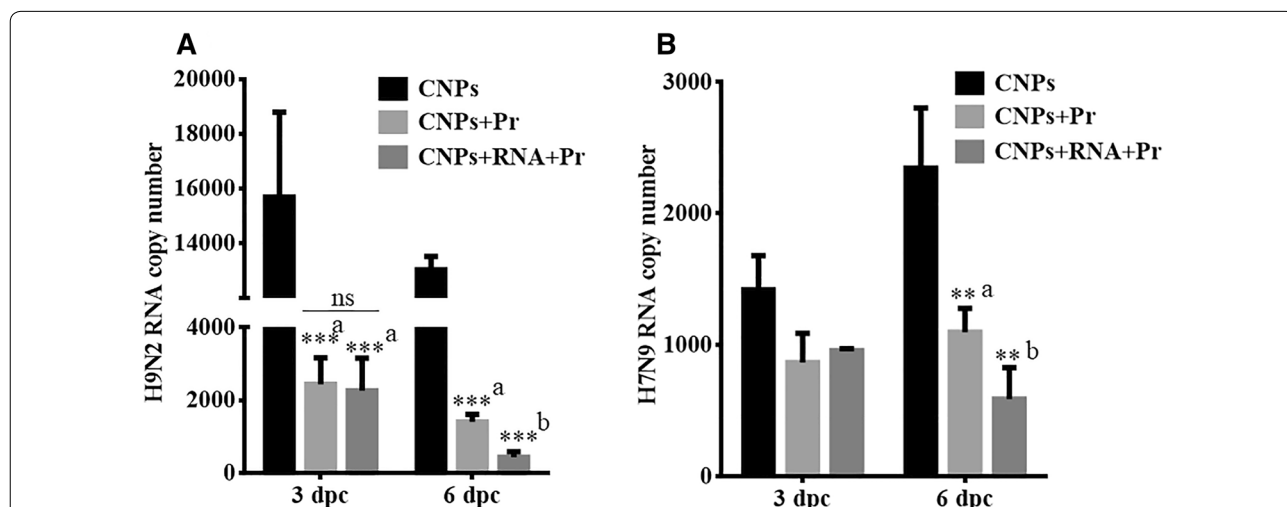 A
H9N2 RNA copy number
20000
18000
16000
14000
4000
2000
0
CNPs
CNPs+Pr
CNPs+RNA+Pr
ns
***a
***a
***a
***b
3 dpc
6 dpc
B
H7N9 RNA copy number
3000
2000
1000
0
CNPs
CNPs+Pr
CNPs+RNA+Pr
**a
**b
3 dpc
6 dpc